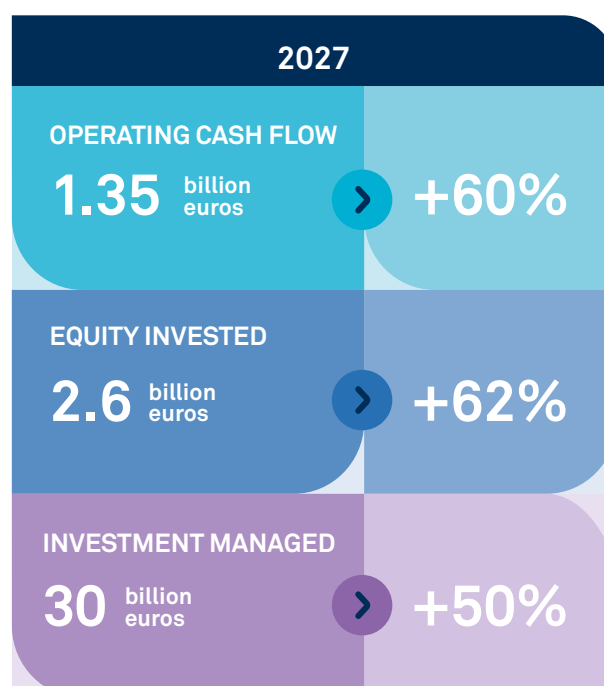 2027
OPERATING CASH FLOW
1.35 billion euros
+60%
EQUITY INVESTED
2.6 billion euros
+62%
INVESTMENT MANAGED
30 billion euros
+50%